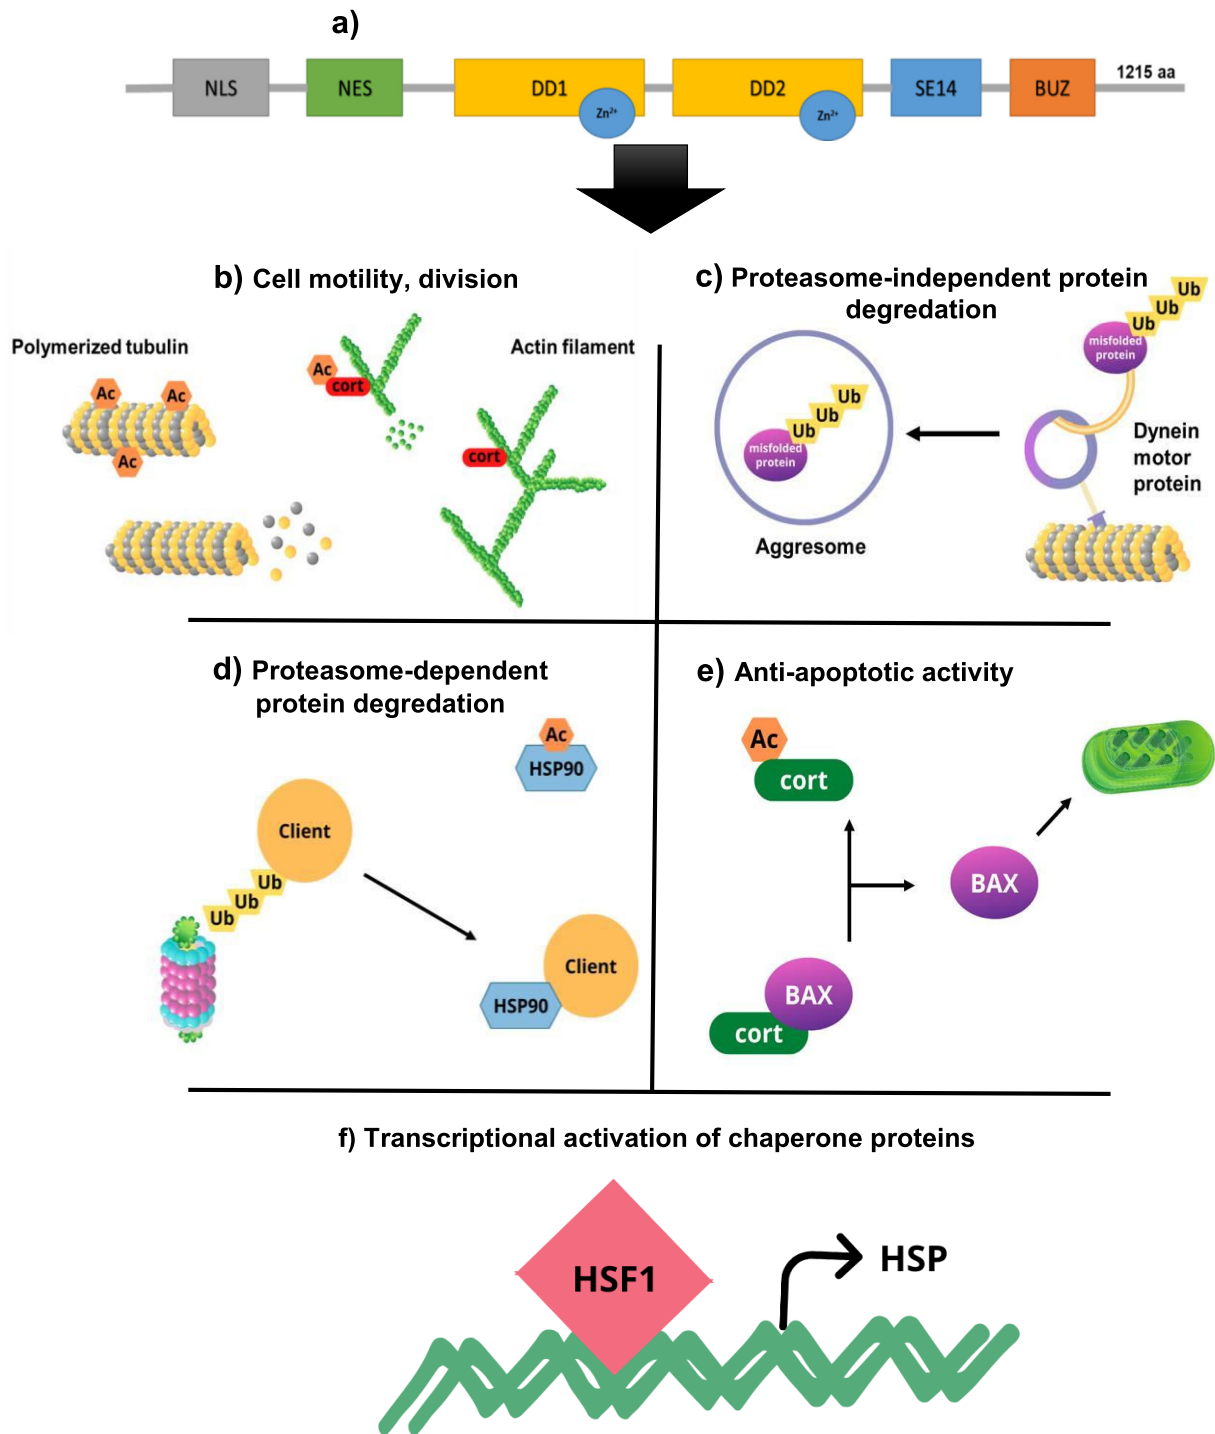 a)
NLS NES DD1 DD2 SE14 BUZ 1215 aa
Zn²⁺ Zn²⁺
b) Cell motility, division
Polymerized tubulin
Actin filament
Ac
cort
Ac
Ac
Ac
cort
c) Proteasome-independent protein
degredation
Ub
Ub
Ub
misfolded
protein
Ub
Ub
Ub
misfolded
protein
Dynein
motor
protein
Aggresome
d) Proteasome-dependent
protein degredation
Ac
HSP90
Client
Ub
Ub
Ub
Client
HSP90
e) Anti-apoptotic activity
Ac
cort
BAX
BAX
cort
f) Transcriptional activation of chaperone proteins
HSF1
HSP